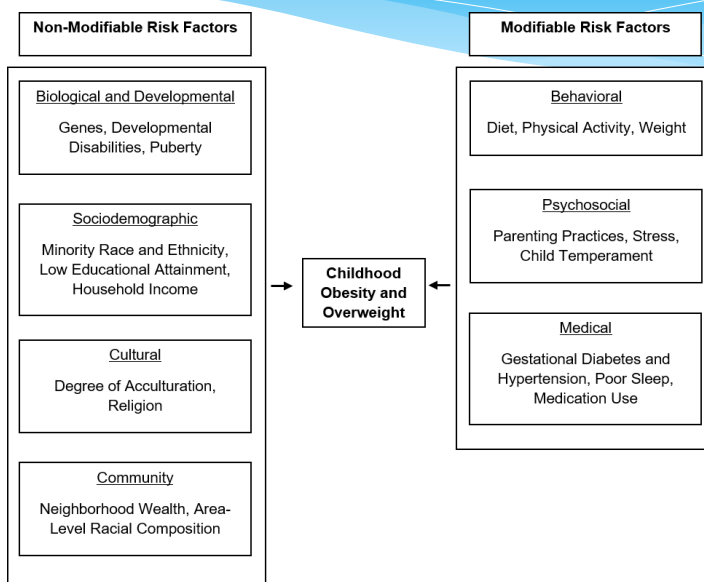 Non-Modifiable Risk Factors
Biological and Developmental
Genes, Developmental
Disabilities, Puberty
Sociodemographic
Minority Race and Ethnicity,
Low Educational Attainment,
Household Income
Cultural
Degree of Acculturation,
Religion
Community
Neighborhood Wealth, Area-
Level Racial Composition
Childhood
Obesity and
Overweight
Modifiable Risk Factors
Behavioral
Diet, Physical Activity, Weight
Psychosocial
Parenting Practices, Stress,
Child Temperament
Medical
Gestational Diabetes and
Hypertension, Poor Sleep,
Medication Use